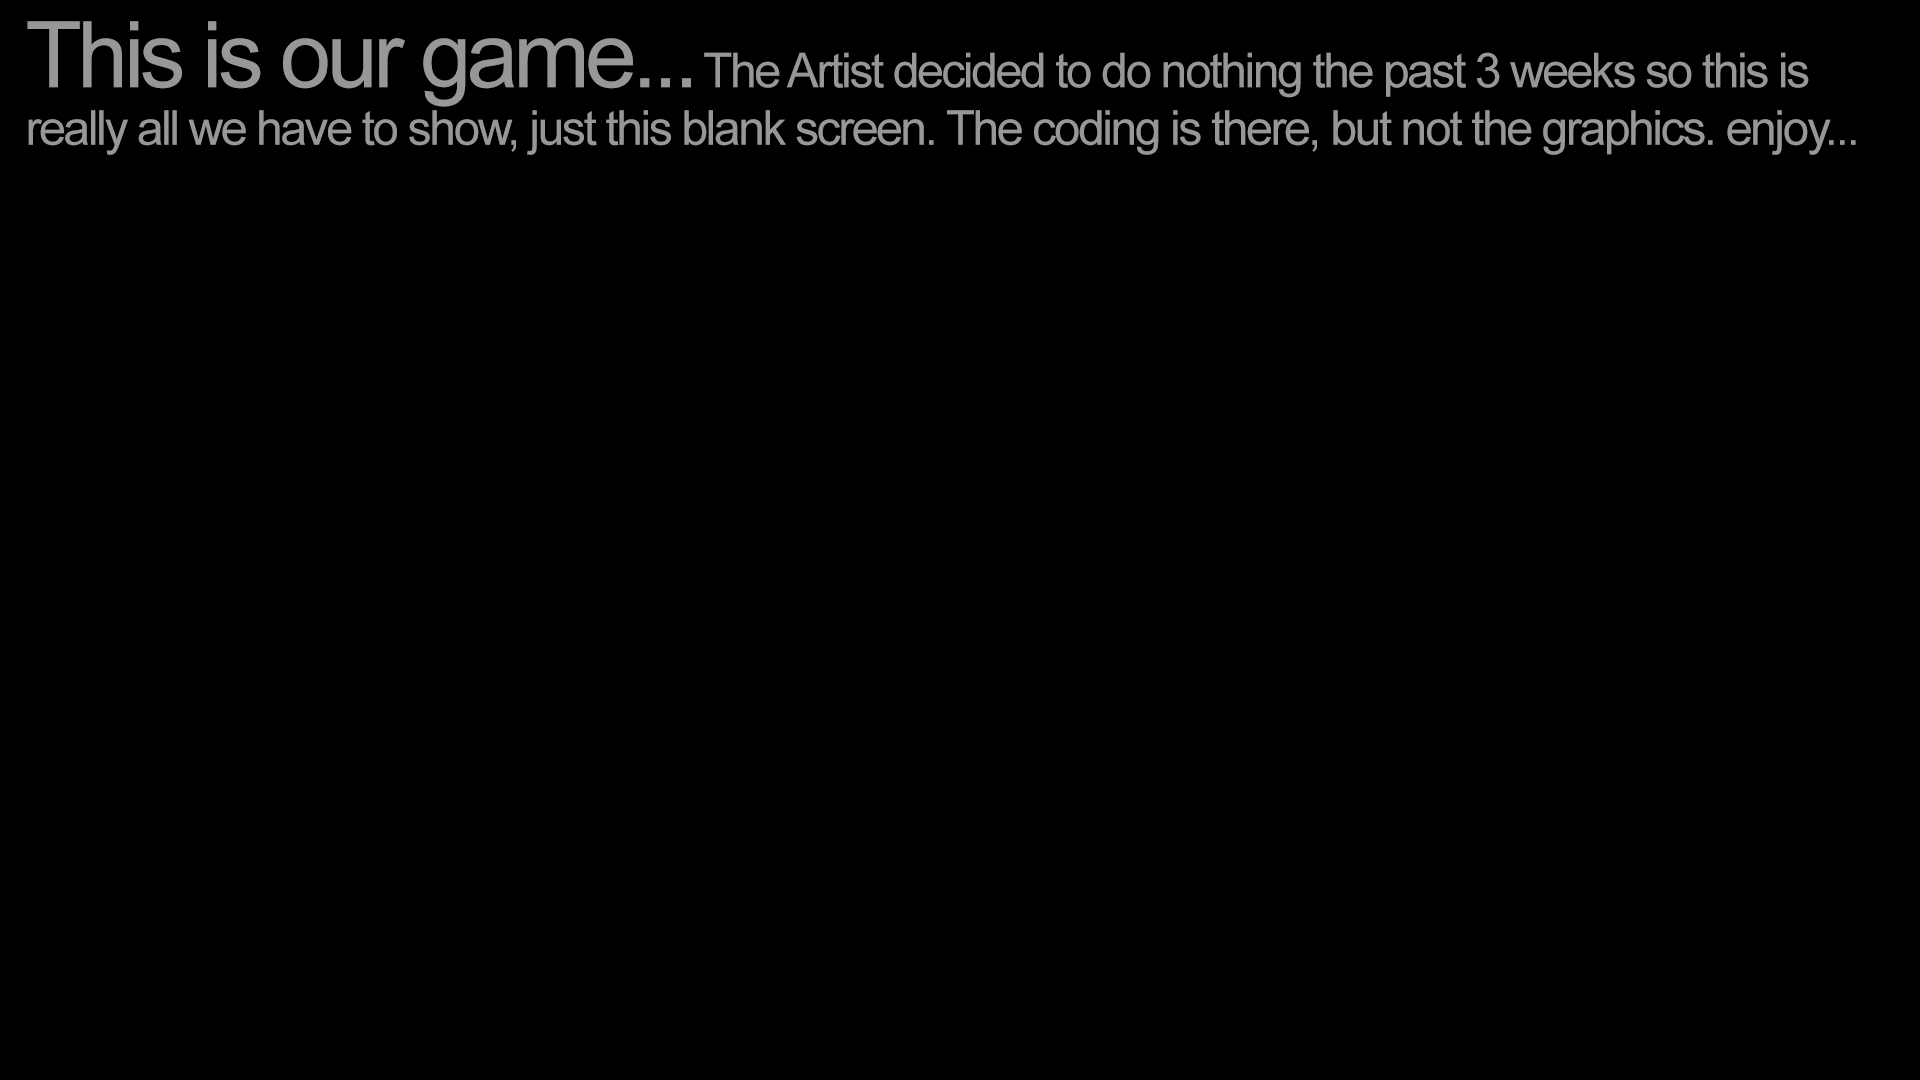 This is our game... The Artist decided to do nothing the past 3 weeks so this is
really all we have to show, just this blank screen. The coding is there, but not the graphics. enjoy...